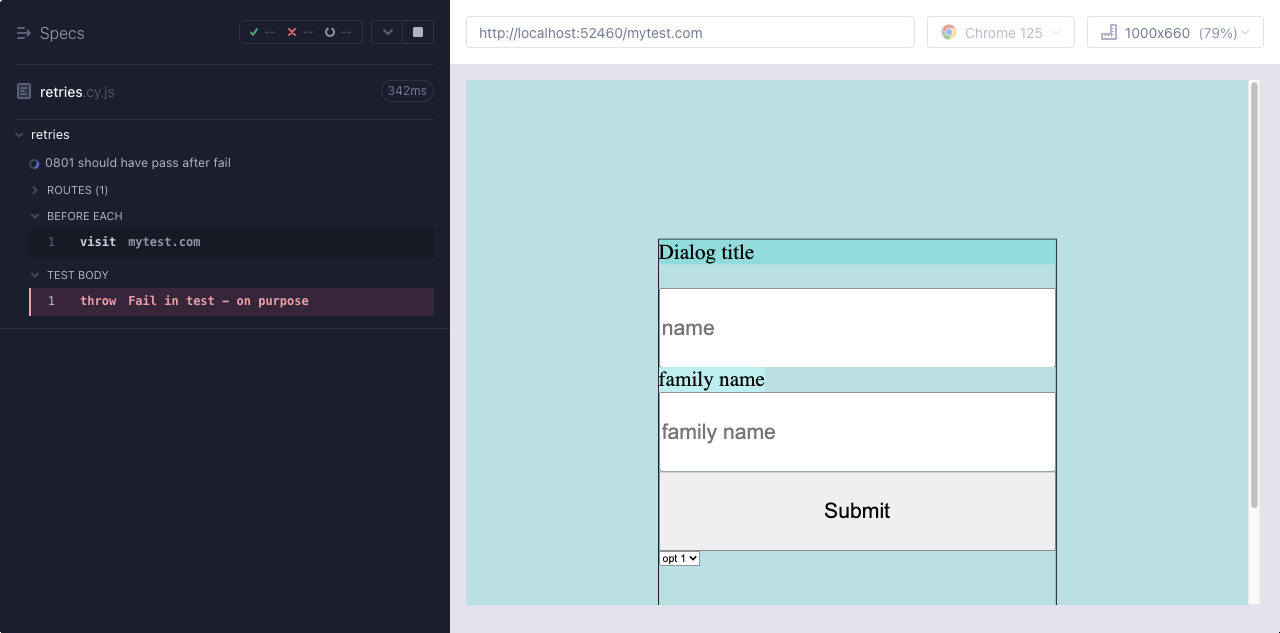 Specs
-- -- --
retries.cy.js 342ms
retries
0801 should have pass after fail
ROUTES (1)
BEFORE EACH
1 visit mytest.com
TEST BODY
1 throw Fail in test – on purpose
http://localhost:52460/mytest.com Chrome 125 1000x660 (79%)
Dialog title
name
family name
family name
Submit
opt 1